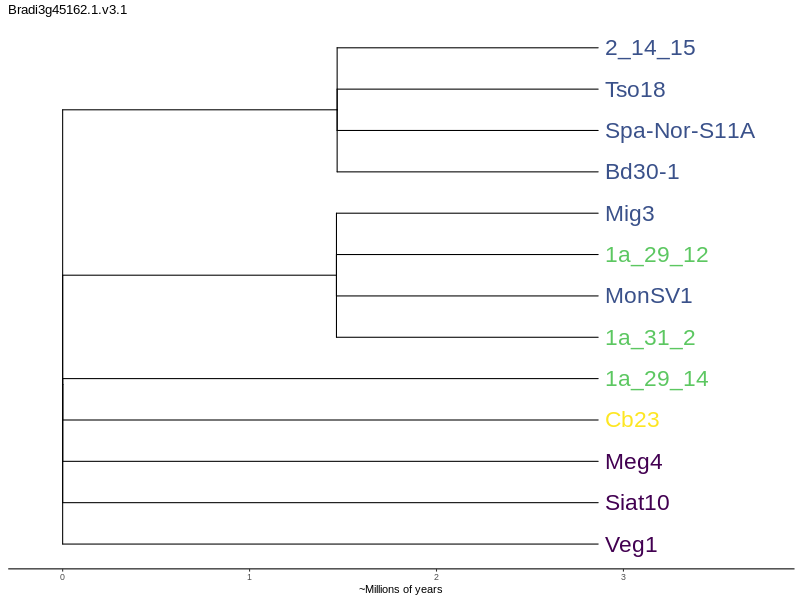 Bradi3g45162.1.v3.1
2_14_15
Tso18
Spa-Nor-S11A
Bd30-1
Mig3
1a_29_12
MonSV1
1a_31_2
1a_29_14
Cb23
Meg4
Siat10
Veg1
0 1 2 3
~Millions of years